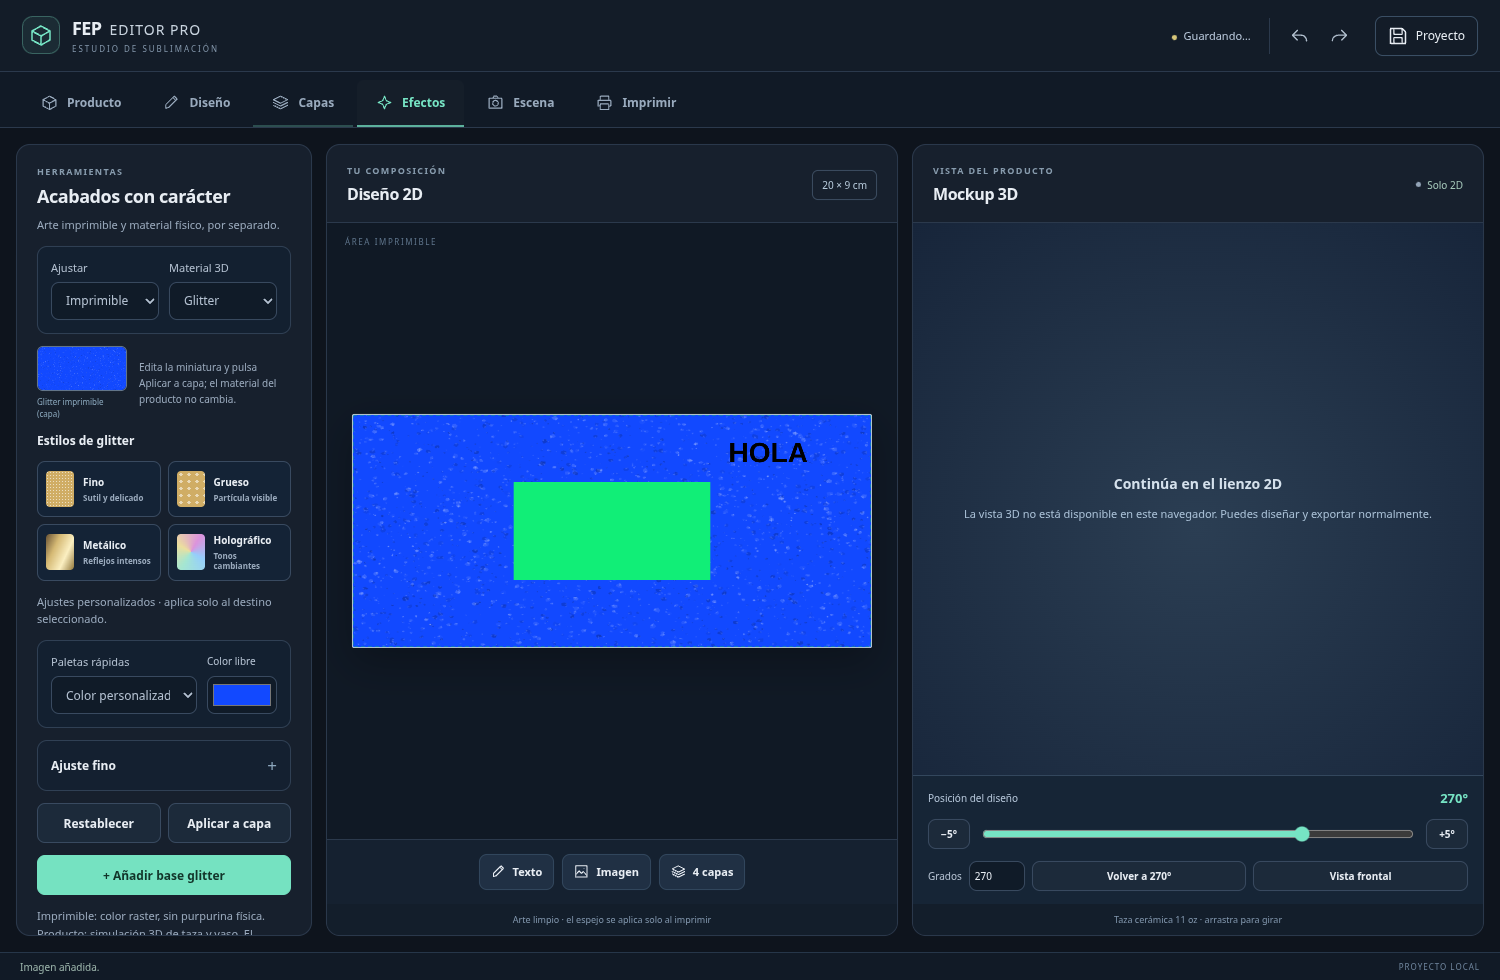 FEP EDITOR PRO
ESTUDIO DE SUBLIMACIÓN
Guardando...
Proyecto
Producto
Diseño
Capas
Efectos
Escena
Imprimir
HERRAMIENTAS
Acabados con carácter
Arte imprimible y material físico, por separado.
Ajustar
Material 3D
Imprimible
Glitter
Glitter imprimible
(capa)
Edita la miniatura y pulsa
Aplicar a capa; el material del
producto no cambia.
Estilos de glitter
Fino
Sutil y delicado
Grueso
Partícula visible
Metálico
Reflejos intensos
Holográfico
Tonos
cambiantes
Ajustes personalizados · aplica solo al destino
seleccionado.
Paletas rápidas
Color libre
Color personalizad
Ajuste fino
+
Restablecer
Aplicar a capa
+ Añadir base glitter
Imprimible: color raster, sin purpurina física.
Producto: simulación 3D de taza y vaso. El
TU COMPOSICIÓN
Diseño 2D
20 × 9 cm
ÁREA IMPRIMIBLE
HOLA
Texto
Imagen
4 capas
Arte limpio · el espejo se aplica solo al imprimir
VISTA DEL PRODUCTO
Mockup 3D
Solo 2D
Continúa en el lienzo 2D
La vista 3D no está disponible en este navegador. Puedes diseñar y exportar normalmente.
Posición del diseño
270°
−5°
+5°
Grados
270
Volver a 270°
Vista frontal
Taza cerámica 11 oz · arrastra para girar
Imagen añadida.
PROYECTO LOCAL